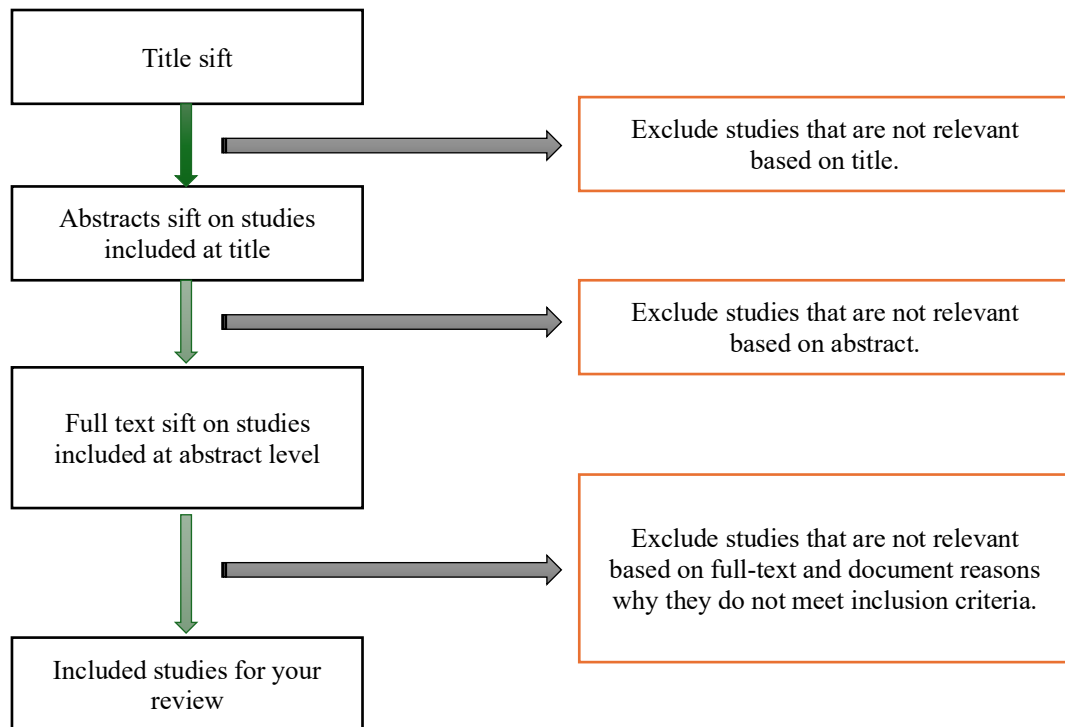 Title sift
Exclude studies that are not relevant
based on title.
Abstracts sift on studies
included at title
Exclude studies that are not relevant
based on abstract.
Full text sift on studies
included at abstract level
Exclude studies that are not relevant
based on full-text and document reasons
why they do not meet inclusion criteria.
Included studies for your
review